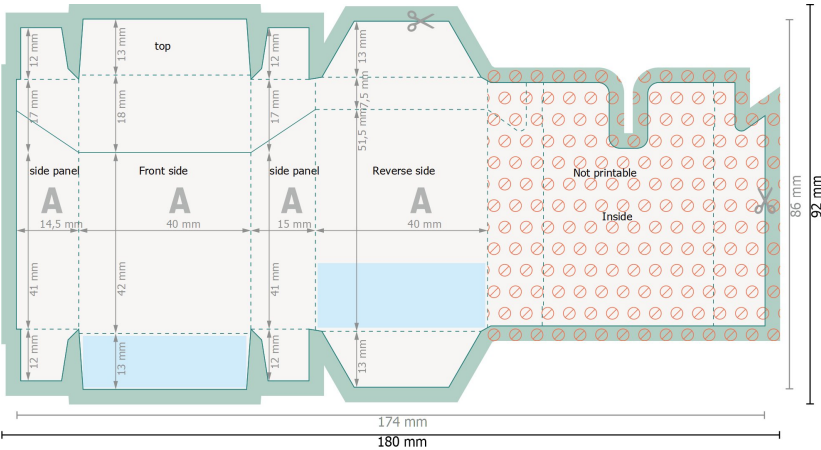 12 mm
13 mm
top
12 mm
13 mm
17 mm
18 mm
17 mm
7,5 mm
51,5 mm
side panel
Front side
side panel
Reverse side
Not printable
A
A
A
A
Inside
14,5 mm
40 mm
15 mm
40 mm
41 mm
42 mm
41 mm
12 mm
13 mm
12 mm
13 mm
86 mm
92 mm
174 mm
180 mm